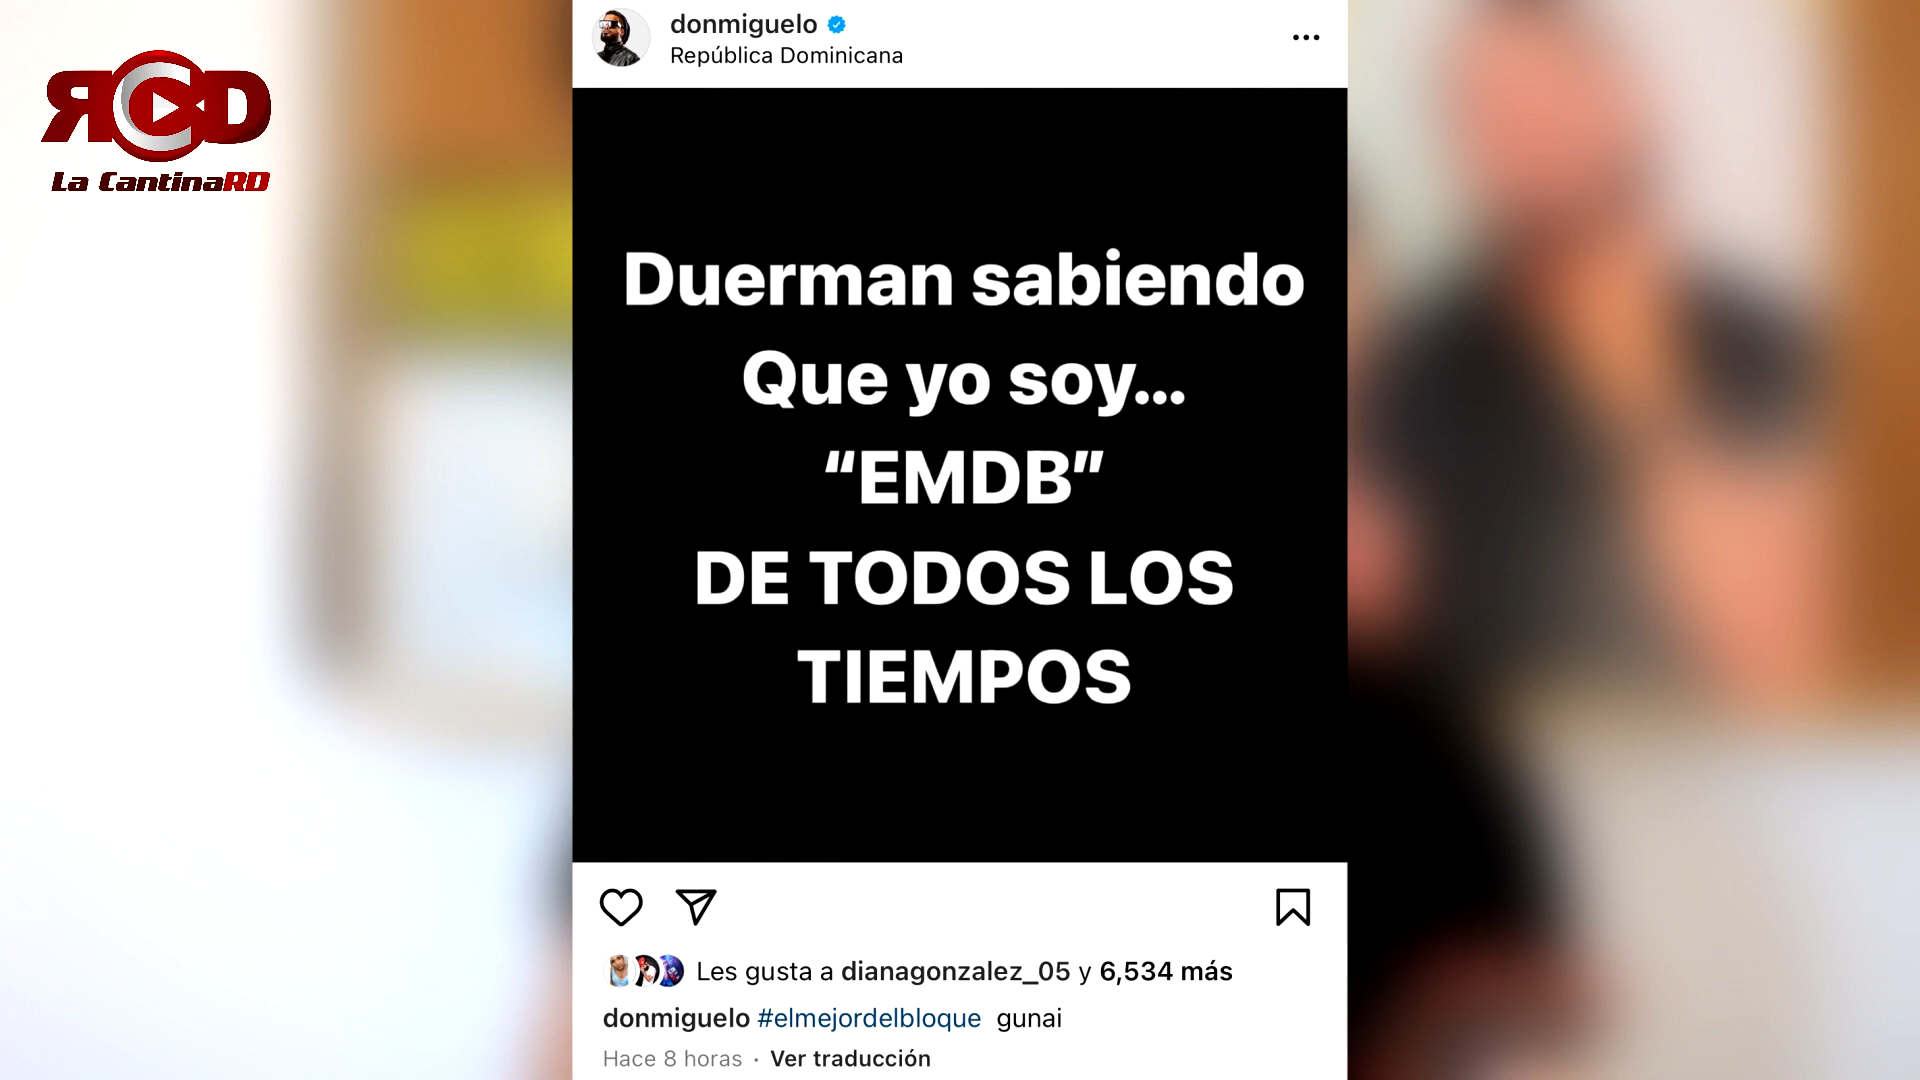 donmiguelo
República Dominicana
RCD
La CantinaRD
Duerman sabiendo
Que yo soy...
“EMDB”
DE TODOS LOS
TIEMPOS
Les gusta a dianagonzalez_05 y 6,534 más
donmiguelo #elmejordelbloque gunai
Hace 8 horas · Ver traducción